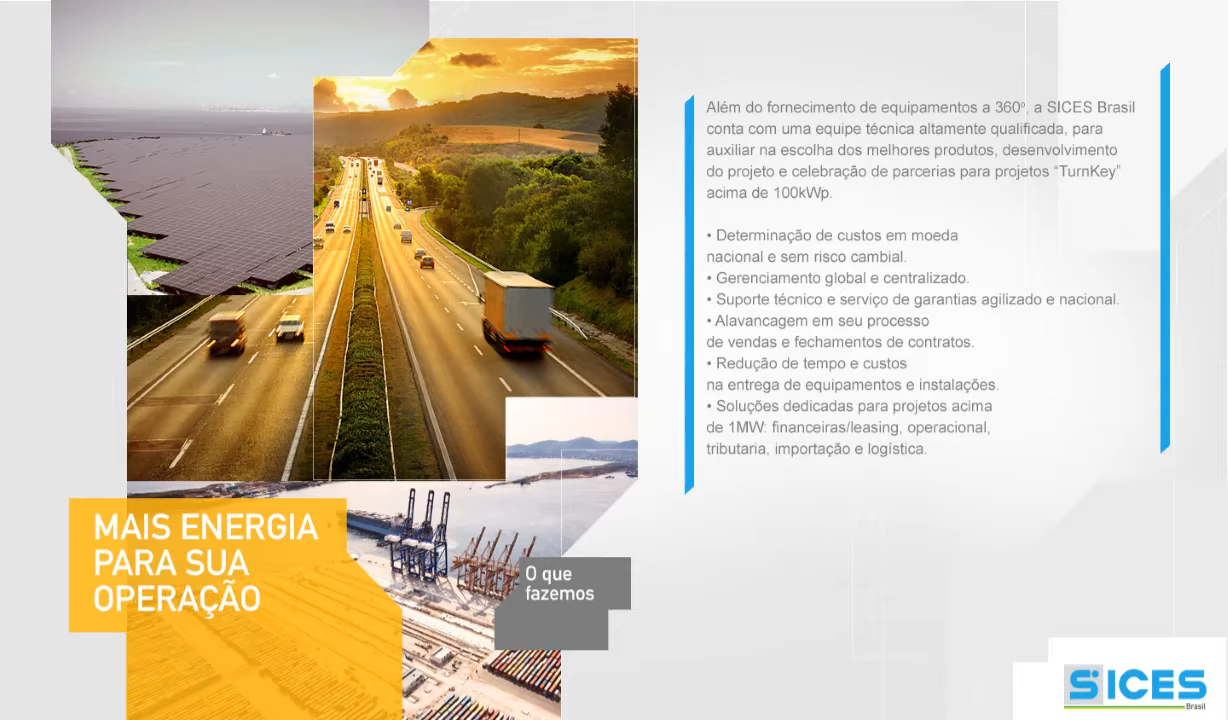 Além do fornecimento de equipamentos a 360º, a SICES Brasil
conta com uma equipe técnica altamente qualificada, para
auxiliar na escolha dos melhores produtos, desenvolvimento
do projeto e celebração de parcerias para projetos “TurnKey”
acima de 100kWp.
• Determinação de custos em moeda
nacional e sem risco cambial.
• Gerenciamento global e centralizado.
• Suporte técnico e serviço de garantias agilizado e nacional.
• Alavancagem em seu processo
de vendas e fechamentos de contratos.
• Redução de tempo e custos
na entrega de equipamentos e instalações.
• Soluções dedicadas para projetos acima
de 1MW: financeiras/leasing, operacional,
tributaria, importação e logística.
MAIS ENERGIA
PARA SUA
OPERAÇÃO
O que
fazemos
SICES
Brasil